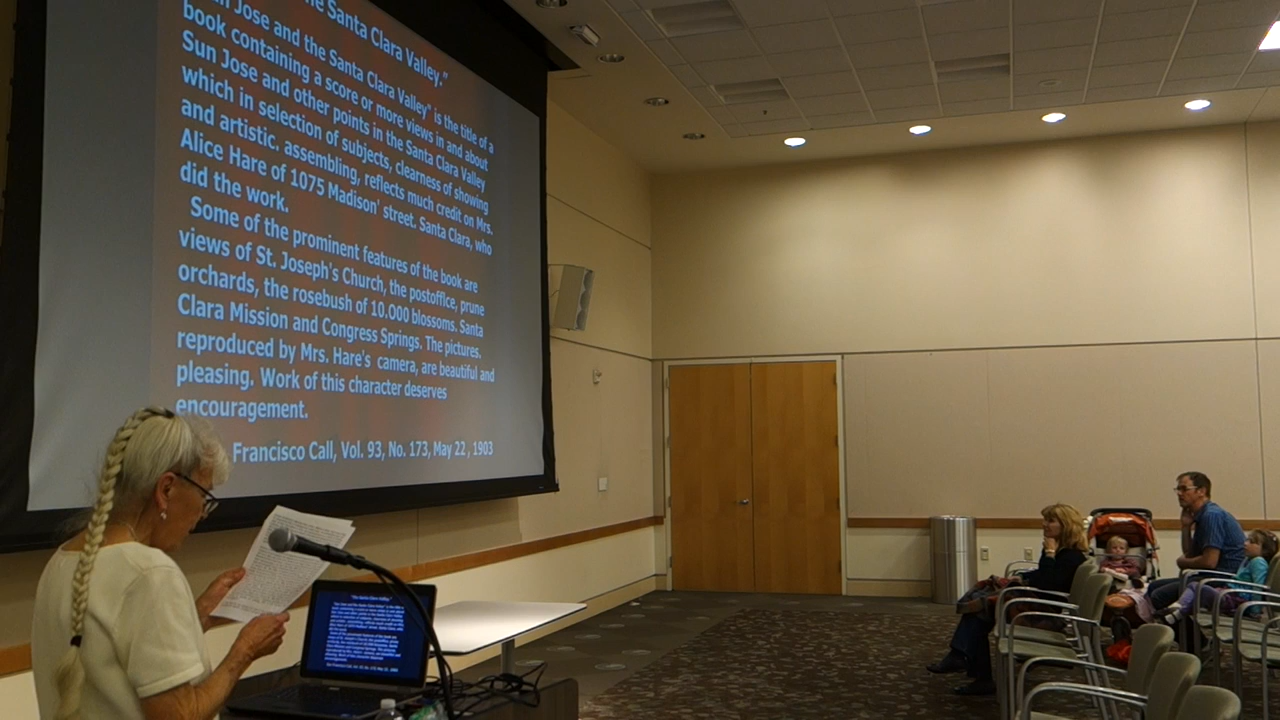 he Santa Clara Valley."
n Jose and the Santa Clara Valley" is the title of a
book containing a score or more views in and about
Sun Jose and other points in the Santa Clara Valley
which in selection of subjects, clearness of showing
and artistic. assembling, reflects much credit on Mrs.
Alice Hare of 1075 Madison' street. Santa Clara, who
did the work.
Some of the prominent features of the book are
views of St. Joseph's Church, the postoffice, prune
orchards, the rosebush of 10.000 blossoms. Santa
Clara Mission and Congress Springs. The pictures.
reproduced by Mrs. Hare's camera, are beautiful and
pleasing. Work of this character deserves
encouragement.
Francisco Call, Vol. 93, No. 173, May 22 , 1903